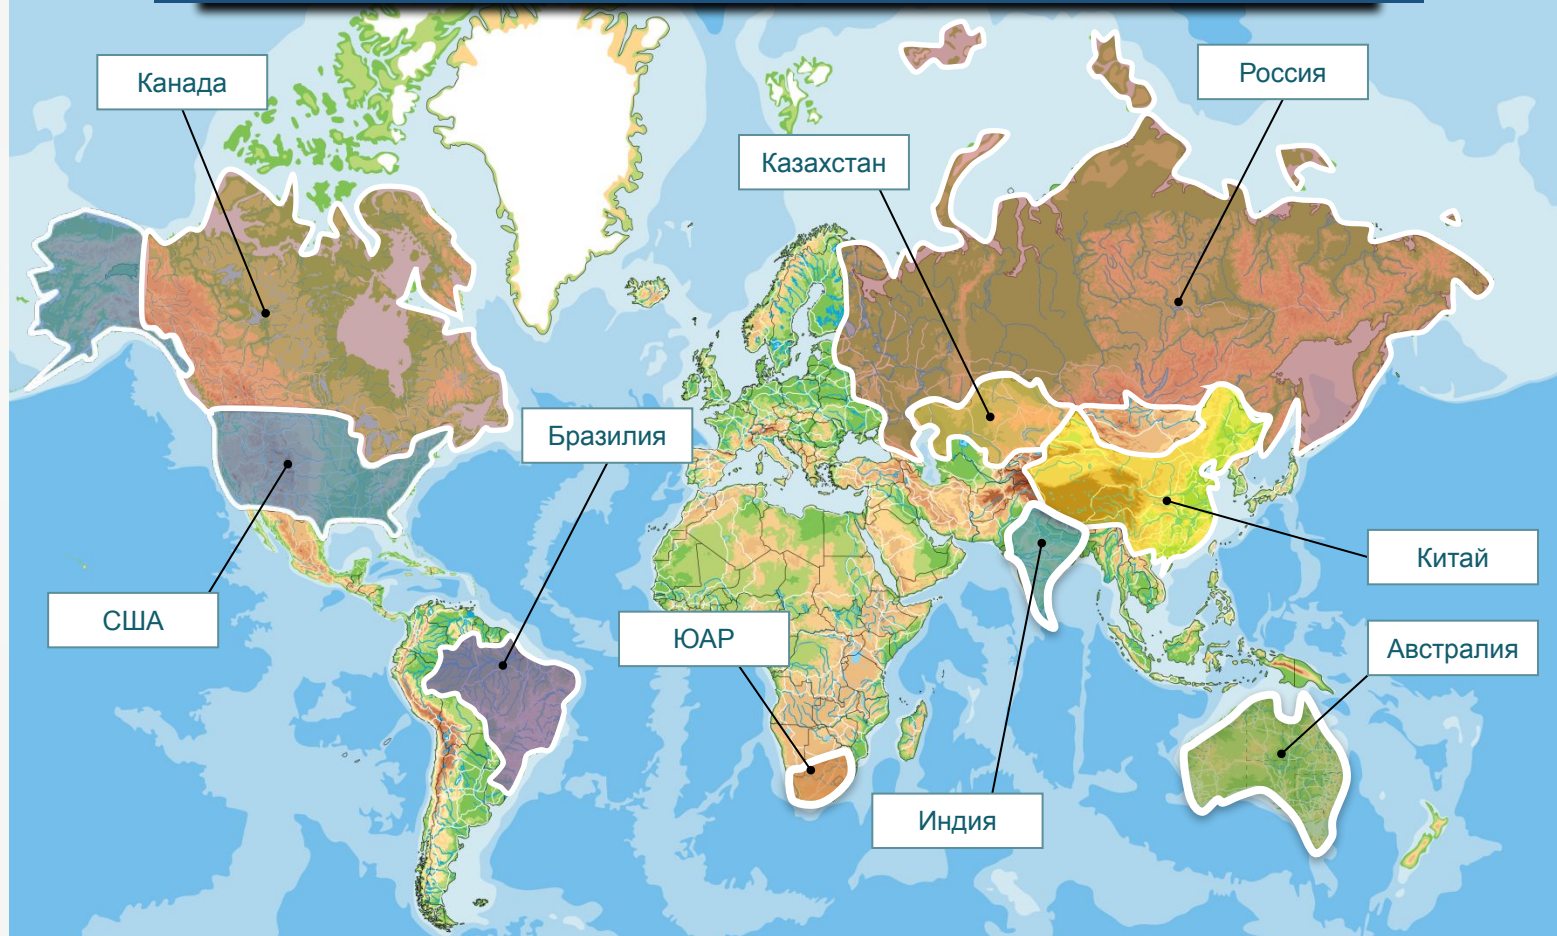 Канада
Россия
Казахстан
Бразилия
Китай
США
ЮАР
Австралия
Индия